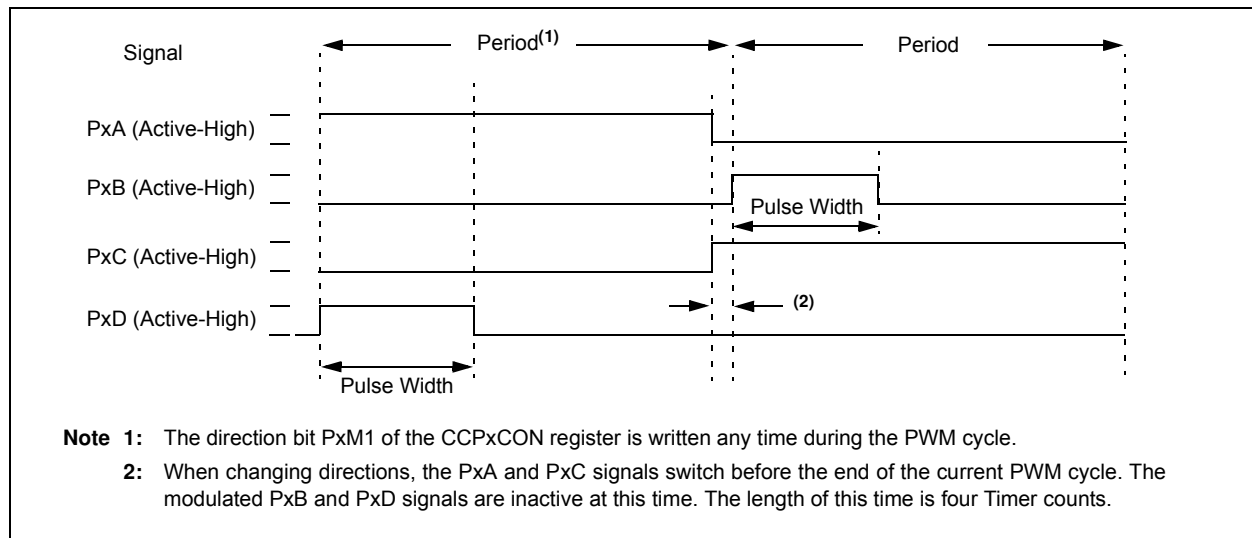 Signal
Period(1)
Period
PxA (Active-High)
PxB (Active-High)
Pulse Width
PxC (Active-High)
(2)
PxD (Active-High)
Pulse Width
Note 1: The direction bit PxM1 of the CCPxCON register is written any time during the PWM cycle.
2: When changing directions, the PxA and PxC signals switch before the end of the current PWM cycle. The
modulated PxB and PxD signals are inactive at this time. The length of this time is four Timer counts.